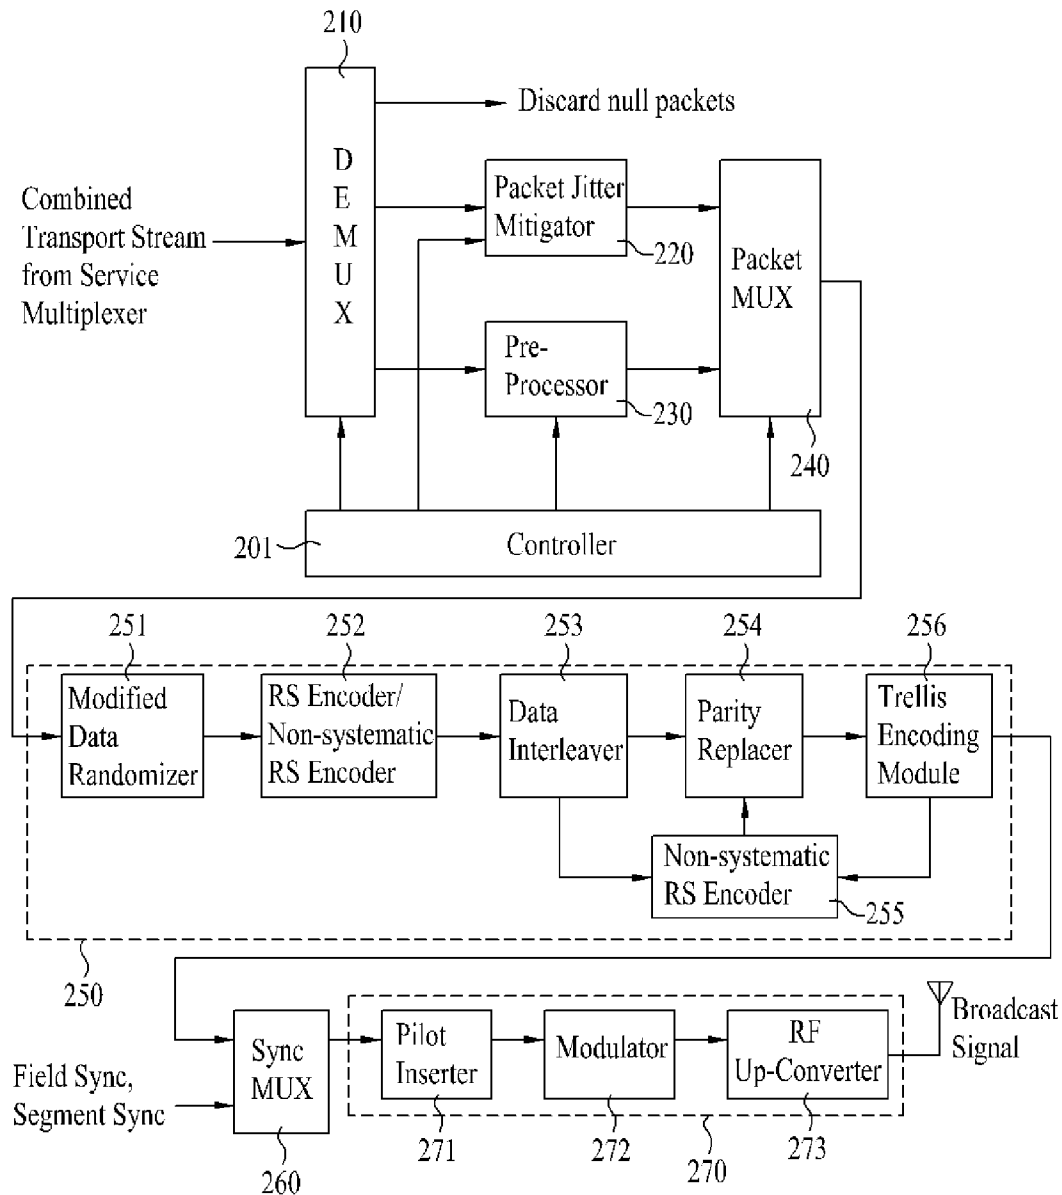 210
Discard null packets
D
E
M
U
X
Combined
Transport Stream
from Service
Multiplexer
Packet Jitter
Mitigator
220
Packet
MUX
Pre-
Processor
230
240
201
Controller
251
252
253
254
256
Modified
Data
Randomizer
RS Encoder/
Non-systematic
RS Encoder
Data
Interleaver
Parity
Replacer
Trellis
Encoding
Module
Non-systematic
RS Encoder
255
250
Broadcast
Signal
Field Sync,
Segment Sync
Sync
MUX
Pilot
Inserter
Modulator
RF
Up-Converter
260
271
272
270
273